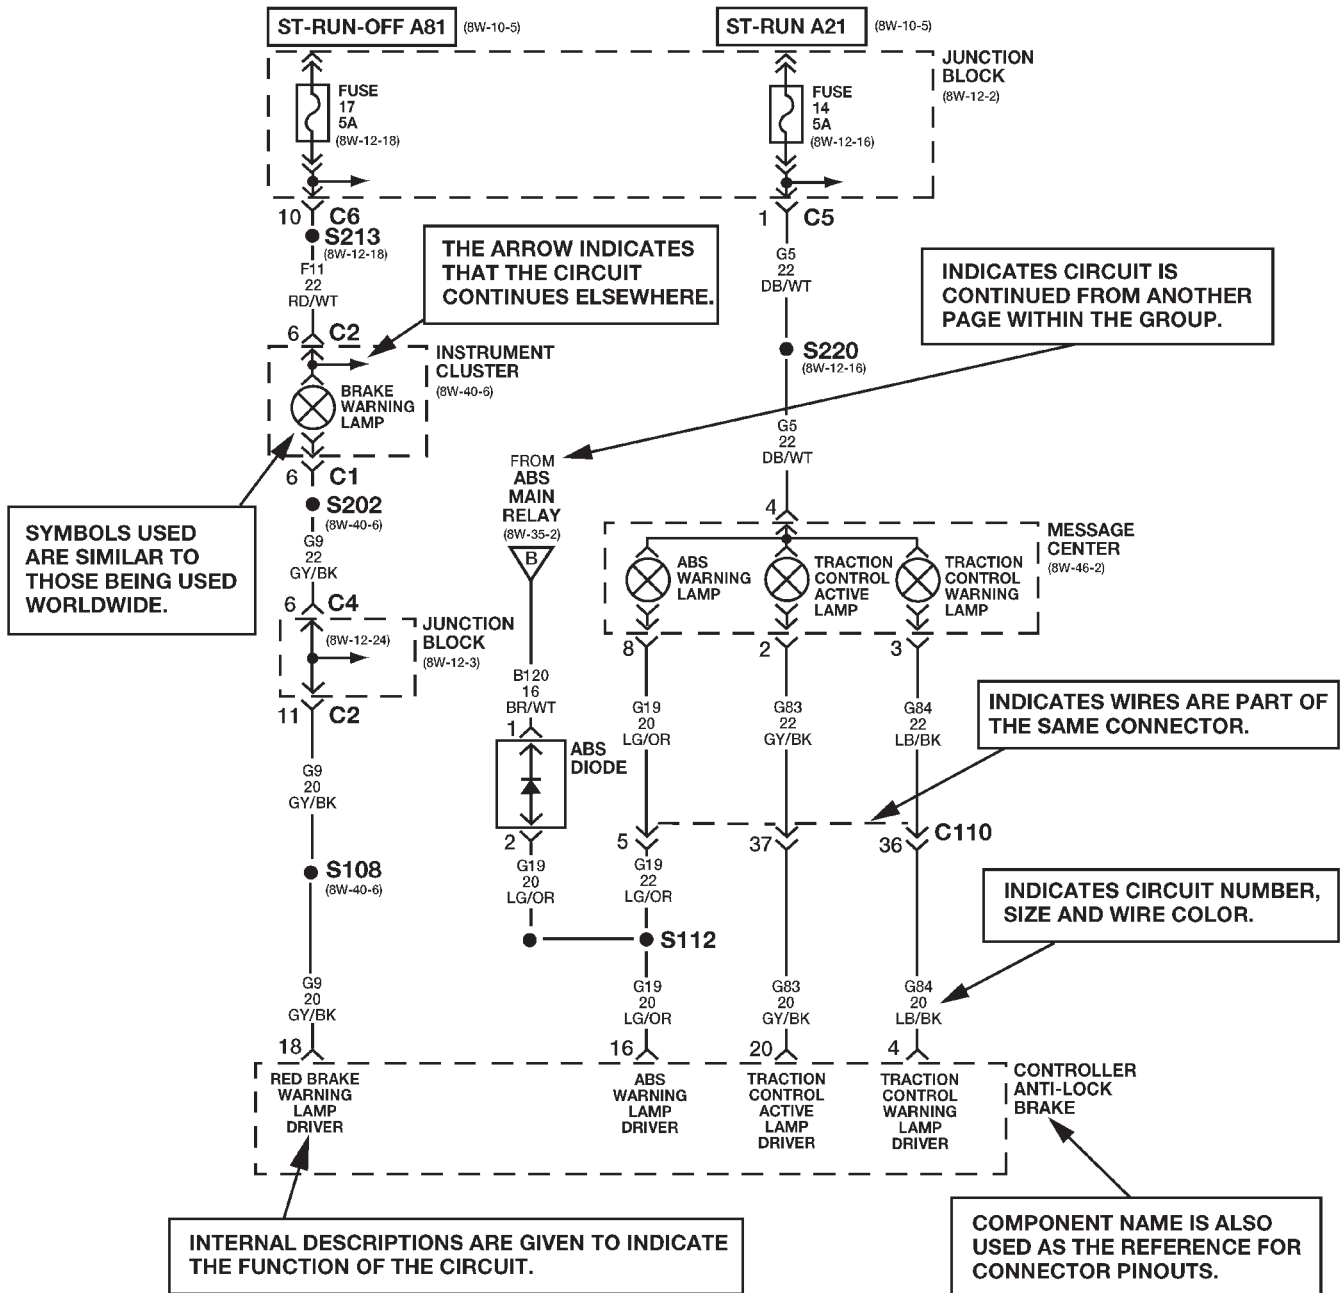 ST-RUN-OFF A81 (8W-10-5)
ST-RUN A21 (8W-10-5)
JUNCTION
BLOCK
(8W-12-2)
FUSE
17
5A
(8W-12-18)
FUSE
14
5A
(8W-12-16)
10 C6
S213
(8W-12-18)
F11
22
RD/WT
6 C2
1 C5
G5
22
DB/WT
THE ARROW INDICATES
THAT THE CIRCUIT
CONTINUES ELSEWHERE.
INDICATES CIRCUIT IS
CONTINUED FROM ANOTHER
PAGE WITHIN THE GROUP.
INSTRUMENT
CLUSTER
(8W-40-6)
BRAKE
WARNING
LAMP
S220
(8W-12-16)
G5
22
DB/WT
4
6 C1
S202
(8W-40-6)
G9
22
GY/BK
6 C4
SYMBOLS USED
ARE SIMILAR TO
THOSE BEING USED
WORLDWIDE.
FROM
ABS
MAIN
RELAY
(8W-35-2)
B
MESSAGE
CENTER
(8W-46-2)
ABS
WARNING
LAMP
TRACTION
CONTROL
ACTIVE
LAMP
TRACTION
CONTROL
WARNING
LAMP
8 2 3
(8W-12-24)
JUNCTION
BLOCK
(8W-12-3)
11 C2
B120
16
BR/WT
1
ABS
DIODE
2
G19
20
LG/OR
G83
22
GY/BK
G84
22
LB/BK
INDICATES WIRES ARE PART OF
THE SAME CONNECTOR.
G9
20
GY/BK
5 37 36 C110
G19
20
LG/OR
G19
22
LG/OR
S108
(8W-40-6)
S112
INDICATES CIRCUIT NUMBER,
SIZE AND WIRE COLOR.
G9
20
GY/BK
G19
20
LG/OR
G83
20
GY/BK
G84
20
LB/BK
18 16 20 4
RED BRAKE
WARNING
LAMP
DRIVER
ABS
WARNING
LAMP
DRIVER
TRACTION
CONTROL
ACTIVE
LAMP
DRIVER
TRACTION
CONTROL
WARNING
LAMP
DRIVER
CONTROLLER
ANTI-LOCK
BRAKE
INTERNAL DESCRIPTIONS ARE GIVEN TO INDICATE
THE FUNCTION OF THE CIRCUIT.
COMPONENT NAME IS ALSO
USED AS THE REFERENCE FOR
CONNECTOR PINOUTS.